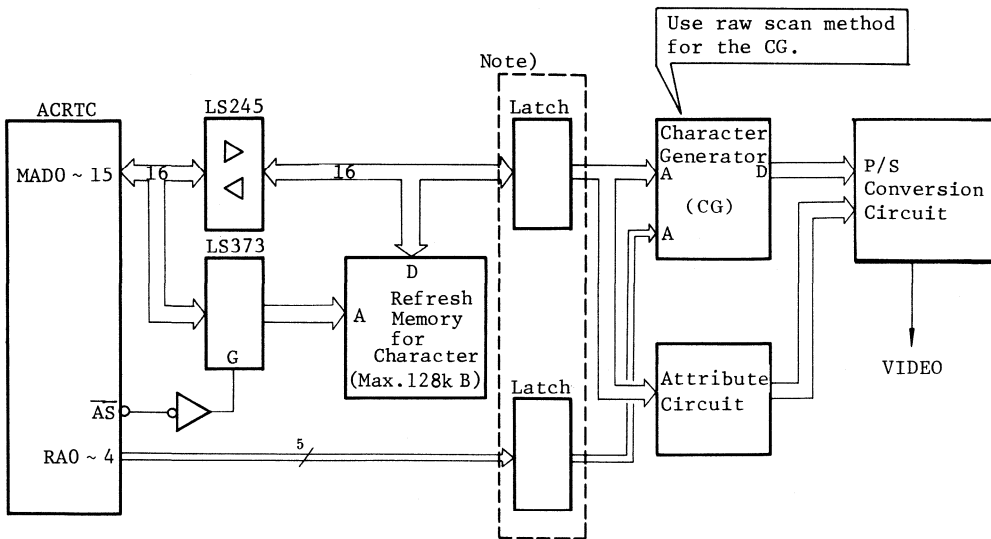 Use raw scan method
for the CG.
Note)
ACRTC
LS245
Latch
MAD0 ~ 15
16
16
Character
Generator
A
D
(CG)
A
P/S
Conversion
Circuit
LS373
G
D
A
Refresh
Memory
for
Character
(Max.128k B)
Latch
Attribute
Circuit
VIDEO
AS
RA0 ~ 4
5